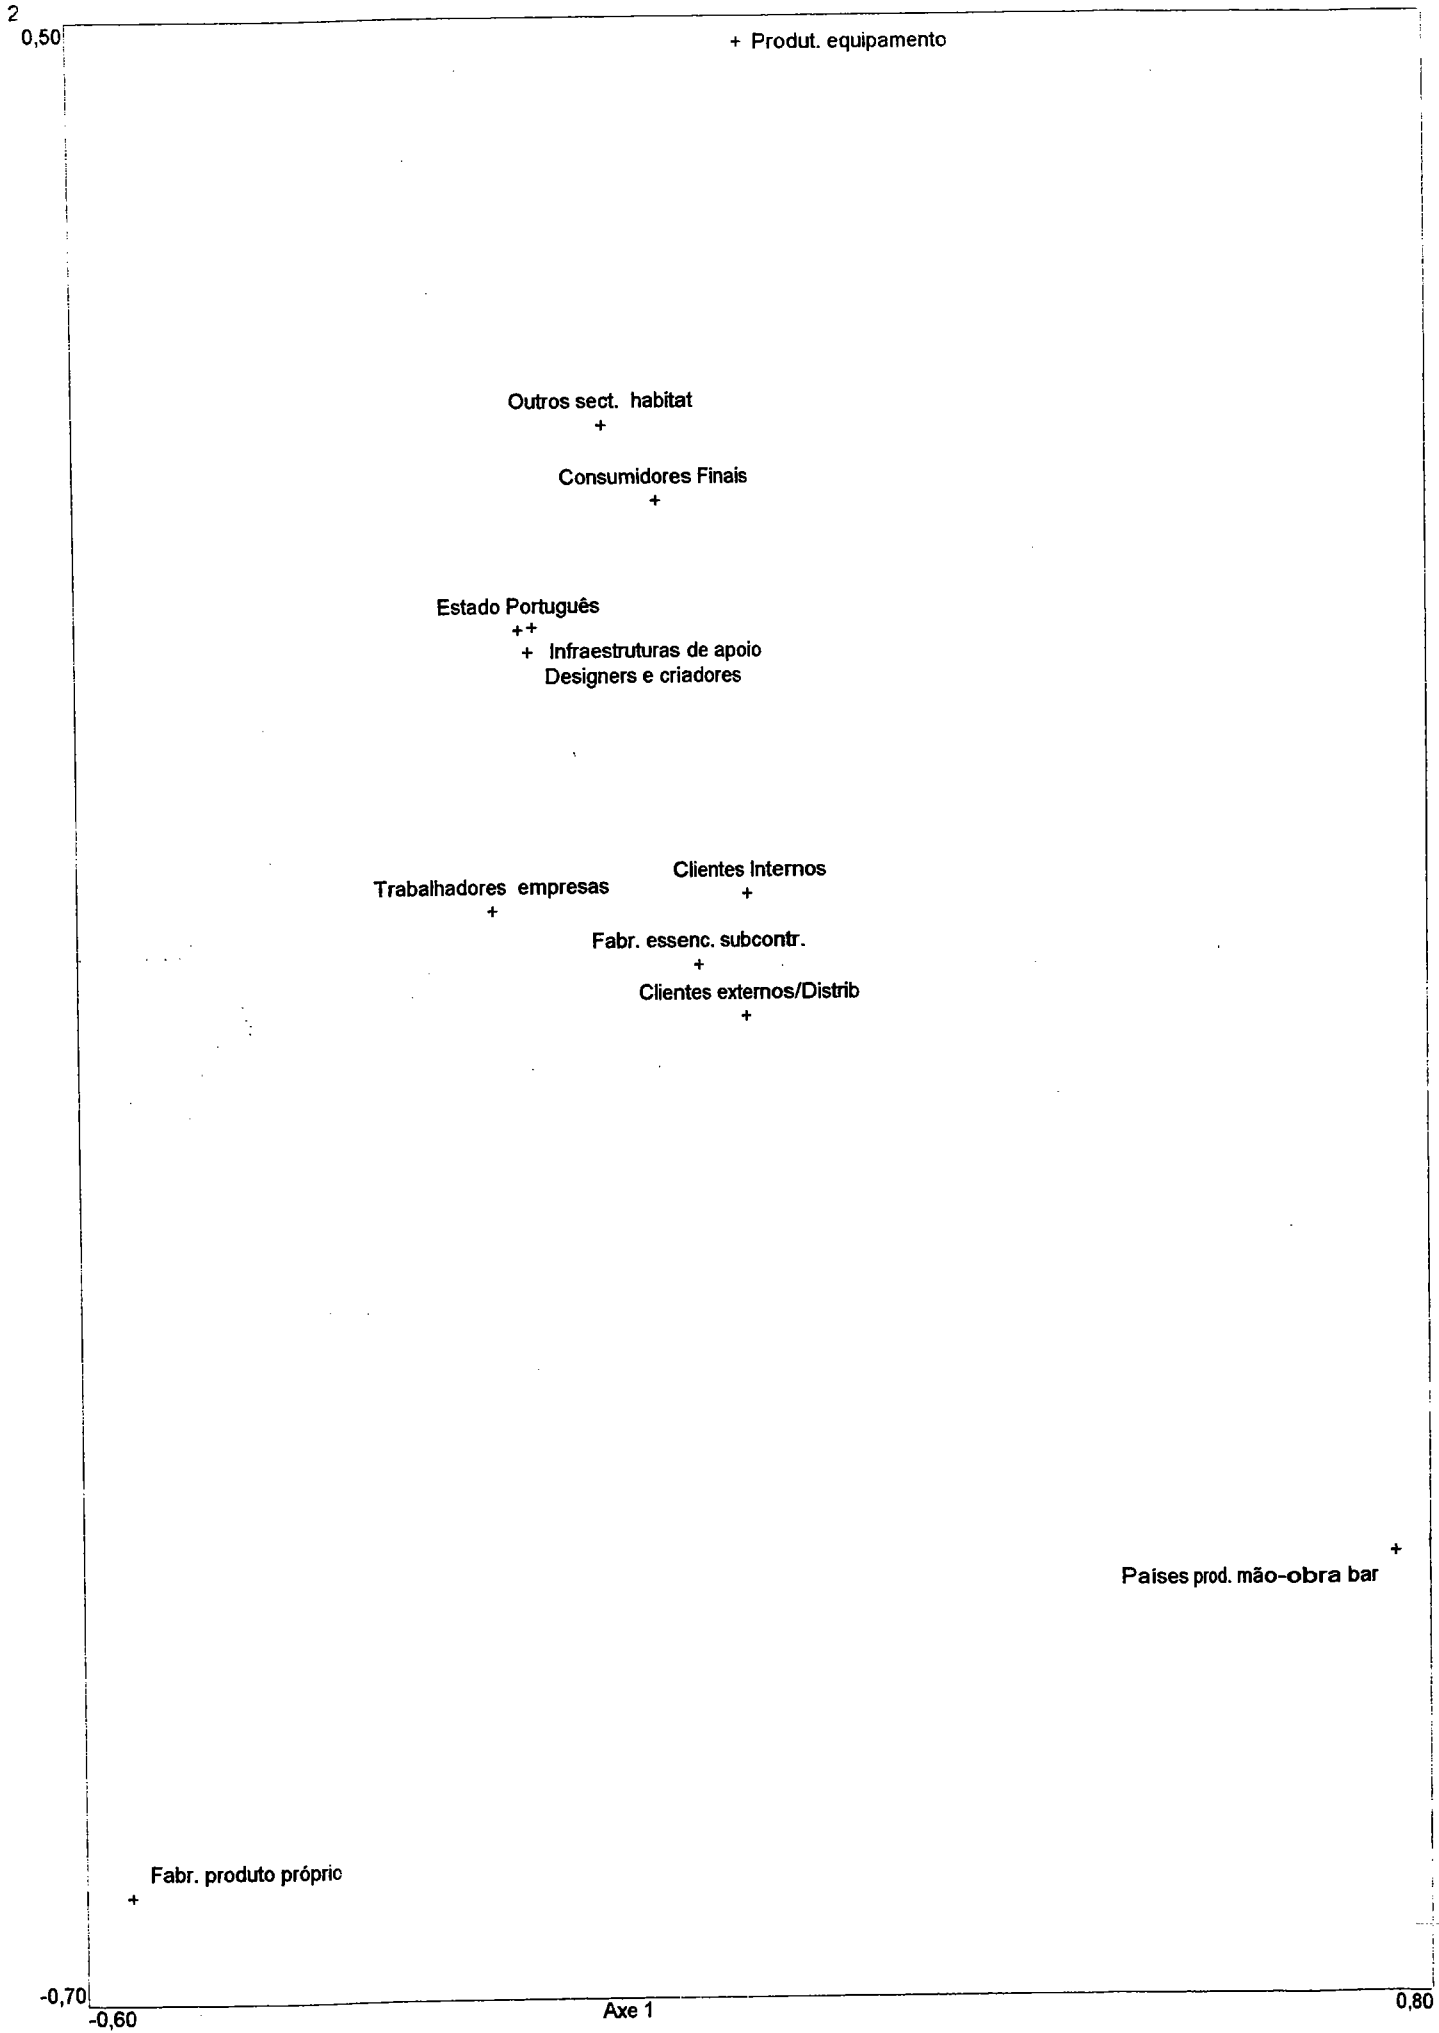 2
0,50
+ Produt. equipamento
Outros sect. habitat
+
Consumidores Finais
+
Estado Português
++
+ Infraestruturas de apoio
Designers e criadores
Clientes Internos
+
Trabalhadores empresas
+
Fabr. essenc. subcontr.
+
Clientes externos/Distrib
+
+
Países prod. mão-obra bar
Fabr. produto próprio
+
-0,70
-0,60
Axe 1
0,80